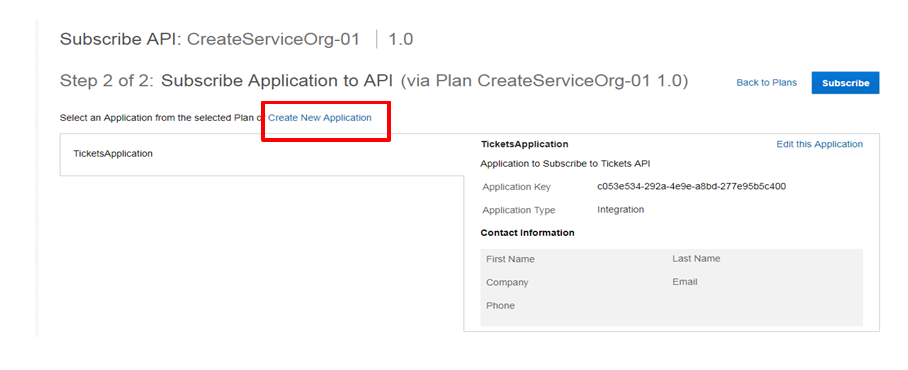 Subscribe API: CreateServiceOrg-01 1.0
Step 2 of 2: Subscribe Application to API (via Plan CreateServiceOrg-01 1.0)
Back to Plans
Subscribe
Select an Application from the selected Plan o Create New Application
TicketsApplication
TicketsApplication
Edit this Application
Application to Subscribe to Tickets API
Application Key c053e534-292a-4e9e-a8bd-277e95b5c400
Application Type Integration
Contact Information
First Name Last Name
Company Email
Phone